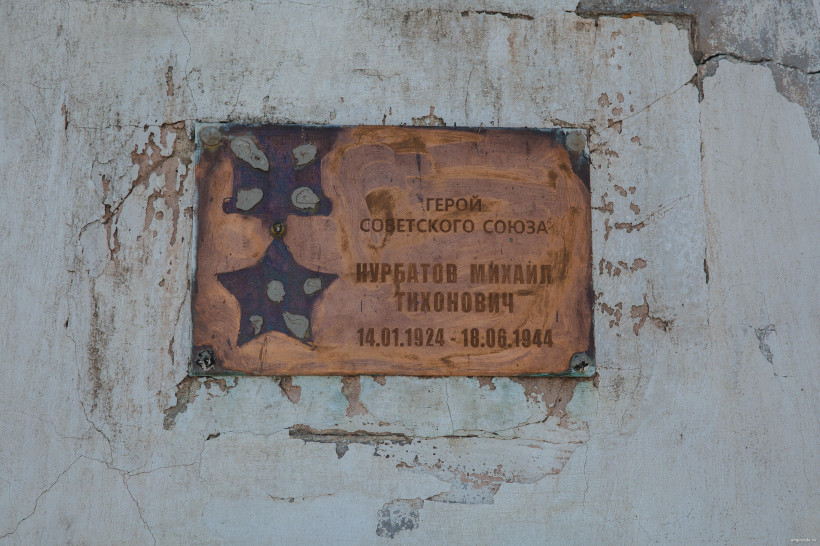 ГЕРОЙ
СОВЕТСКОГО СОЮЗА
НУРБАТОВ МИХАИЛ
ТИХОНОВИЧ
14.01.1924 - 18.06.1944